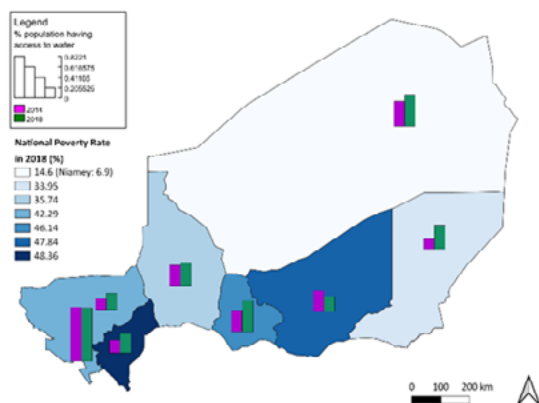 Legend
% population having
access to water
0.8221
0.616575
0.41105
0.205525
0
2014
2018
National Poverty Rate
in 2018 [%]
14.6 (Niamey: 6.9)
33.95
35.74
42.29
46.14
47.84
48.36
0 100 200 km